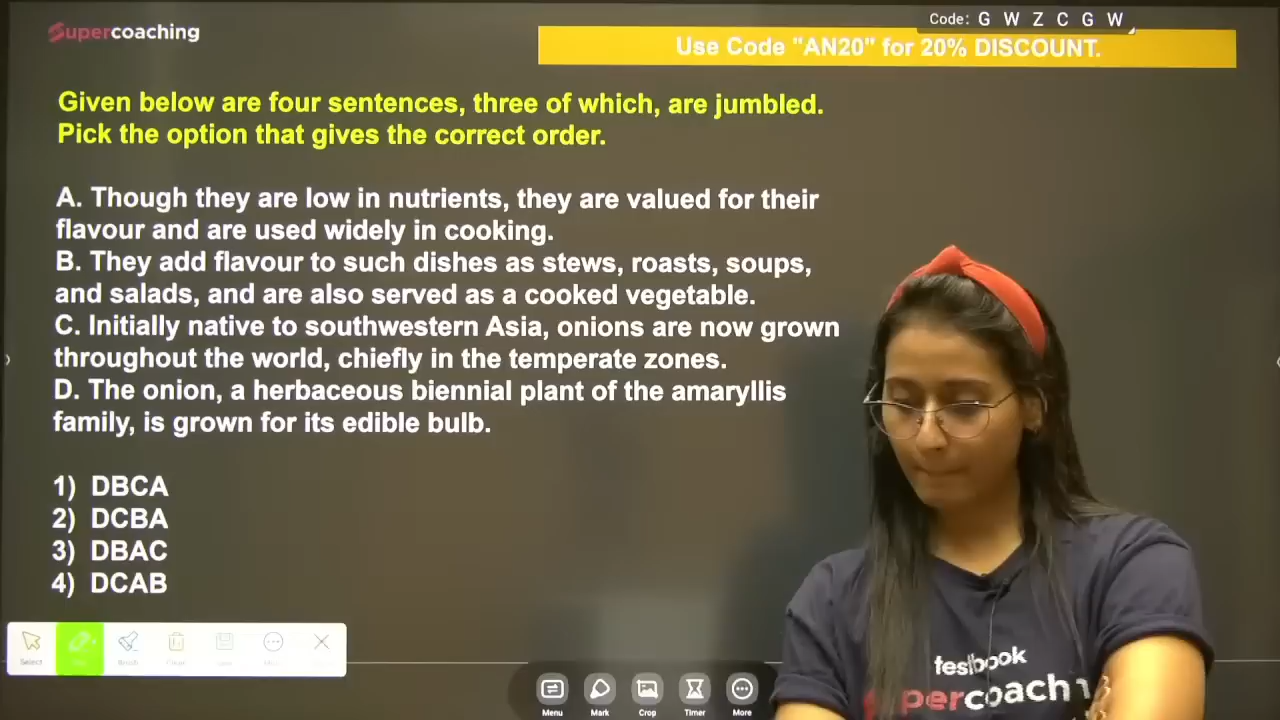 Supercoaching
Code: G W Z C G W
Use Code "AN20" for 20% DISCOUNT.
Given below are four sentences, three of which, are jumbled.
Pick the option that gives the correct order.
A. Though they are low in nutrients, they are valued for their
flavour and are used widely in cooking.
B. They add flavour to such dishes as stews, roasts, soups,
and salads, and are also served as a cooked vegetable.
C. Initially native to southwestern Asia, onions are now grown
throughout the world, chiefly in the temperate zones.
D. The onion, a herbaceous biennial plant of the amaryllis
family, is grown for its edible bulb.
1) DBCA
2) DCBA
3) DBAC
4) DCAB
Select
Menu Mark Crop Timer More
testbook
percoach